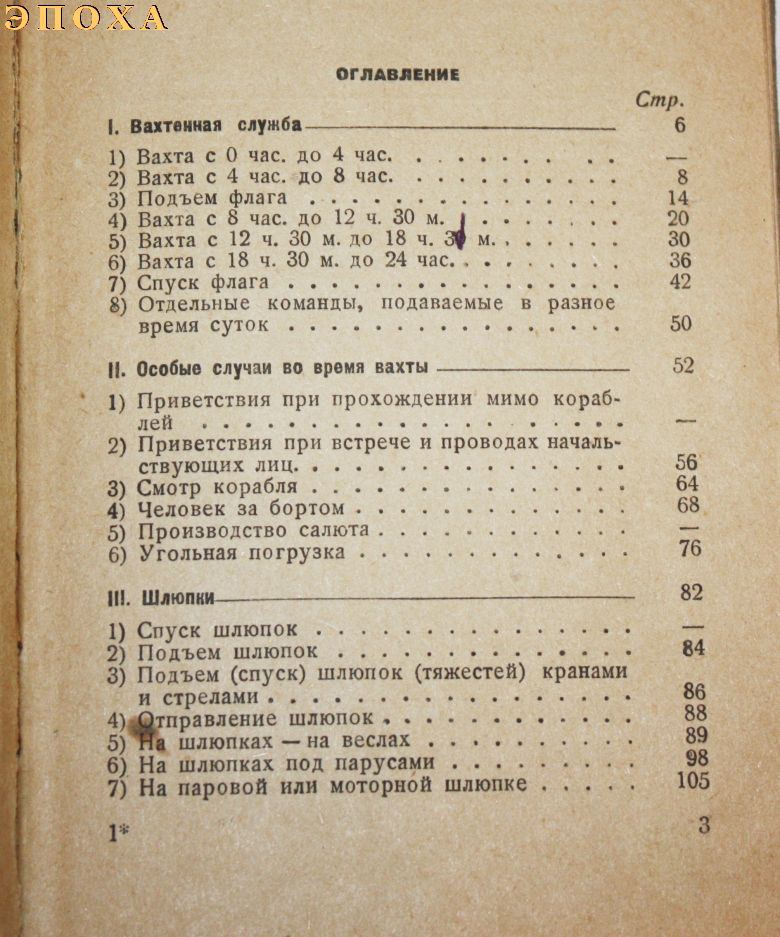 ЭПОХА
ОГЛАВЛЕНИЕ
Стр.
I. Вахтенная служба 6
1) Вахта с 0 час. до 4 час. . . . . . . . . . —
2) Вахта с 4 час. до 8 час. . . . . . . . . . . . 8
3) Подъем флага . . . . . . . . . . . . . . . 14
4) Вахта с 8 час. до 12 ч. 30 м. . . . . . . . . 20
5) Вахта с 12 ч. 30 м. до 18 ч. 30 м. . . . . . . 30
6) Вахта с 18 ч. 30 м. до 24 час. . . . . . . . . 36
7) Спуск флага . . . . . . . . . . . . . . . . 42
8) Отдельные команды, подаваемые в разное
время суток . . . . . . . . . . . . . . . 50
II. Особые случаи во время вахты 52
1) Приветствия при прохождении мимо кораб-
лей . . . . . . . . . . . . . . . . . . . —
2) Приветствия при встрече и проводах началь-
ствующих лиц. . . . . . . . . . . . . . . 56
3) Смотр корабля . . . . . . . . . . . . . . . 64
4) Человек за бортом . . . . . . . . . . . . . 68
5) Производство салюта . . . . . . . . . . . . —
6) Угольная погрузка . . . . . . . . . . . . . 76
III. Шлюпки 82
1) Спуск шлюпок . . . . . . . . . . . . . . . —
2) Подъем шлюпок . . . . . . . . . . . . . . 84
3) Подъем (спуск) шлюпок (тяжестей) кранами
и стрелами . . . . . . . . . . . . . . . . 86
4) Отправление шлюпок . . . . . . . . . . . . 88
5) На шлюпках — на веслах . . . . . . . . . . 89
6) На шлюпках под парусами . . . . . . . . . 98
7) На паровой или моторной шлюпке . . . . . 105
1* 3